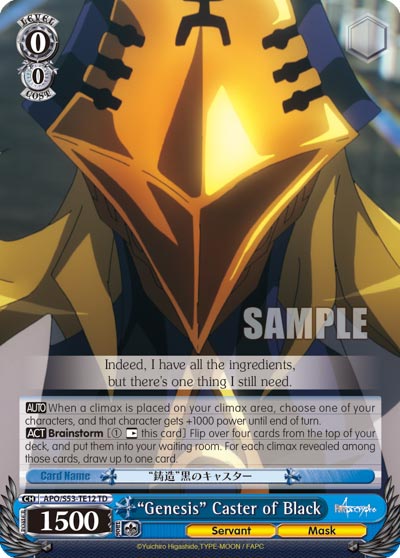 LEVEL
0
0
COST
SAMPLE
Indeed, I have all the ingredients,
but there's one thing I still need.
AUTO When a climax is placed on your climax area, choose one of your
characters, and that character gets +1000 power until end of turn.
ACT Brainstorm [① this card] Flip over four cards from the top of your
deck, and put them into your waiting room. For each climax revealed among
those cards, draw up to one card.
Card Name
"鋳造"黒のキャスター
CH APO/S53-TE12 TD
1500
"Genesis" Caster of Black
Fate/Apocrypha
Servant
Mask
©Yuichiro Higashide,TYPE-MOON / FAPC